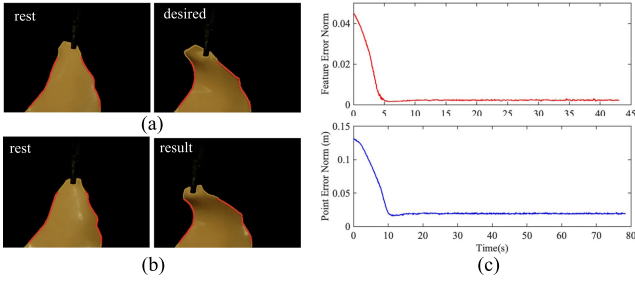 rest
desired
(a)
rest
result
(b)
Feature Error Norm
0.04
0.02
0
0 5 10 15 20 25 30 35 40 45
Point Error Norm (m)
0.15
0.1
0.05
0
0 10 20 30 40 50 60 70 80
Time(s)
(c)